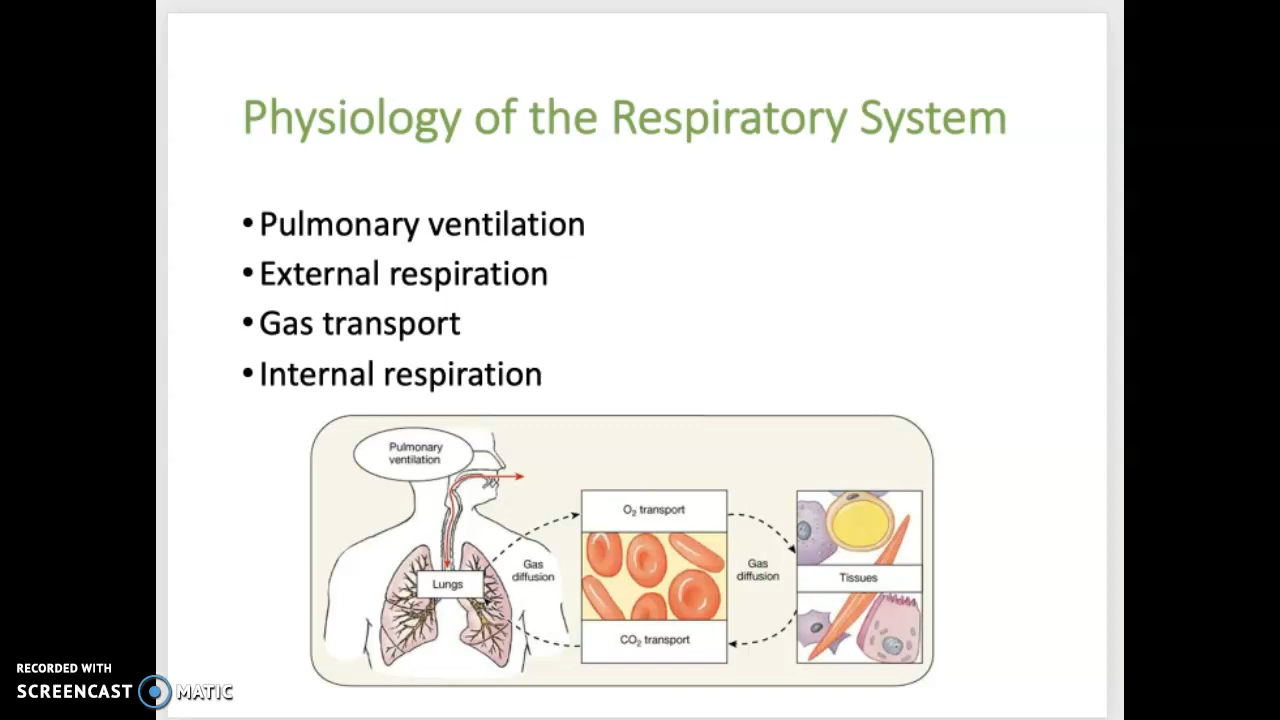 Physiology of the Respiratory System
• Pulmonary ventilation
• External respiration
• Gas transport
• Internal respiration
Pulmonary
ventilation
Lungs
Gas
diffusion
O₂ transport
CO₂ transport
Gas
diffusion
Tissues
RECORDED WITH
SCREENCAST MATIC